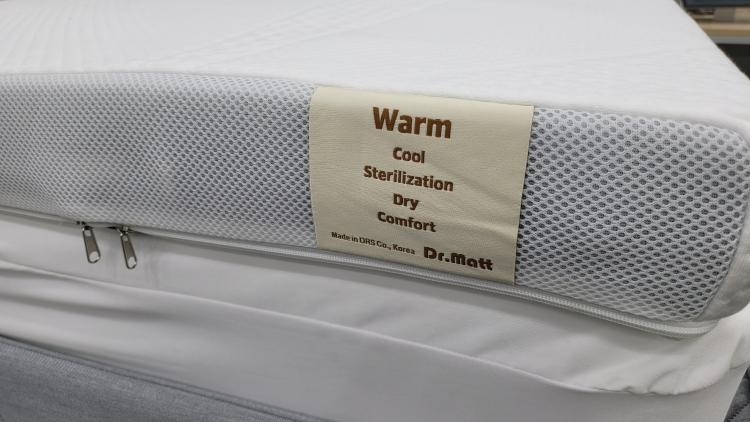 Warm
Cool
Sterilization
Dry
Comfort
Made in DRS Co., Korea Dr.Matt